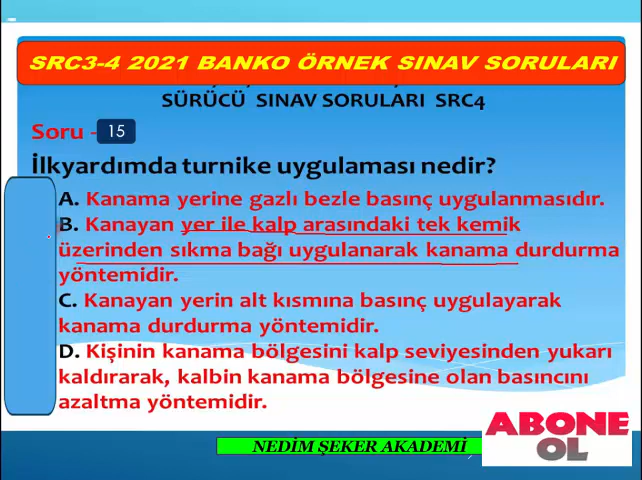 SRC3-4 2021 BANKO ÖRNEK SINAV SORULARI
SÜRÜCÜ SINAV SORULARI SRC4
Soru - 15
İlkyardımda turnike uygulaması nedir?
A. Kanama yerine gazlı bezle basınç uygulanmasıdır.
B. Kanayan yer ile kalp arasındaki tek kemik
üzerinden sıkma bağı uygulanarak kanama durdurma
yöntemidir.
C. Kanayan yerin alt kısmına basınç uygulayarak
kanama durdurma yöntemidir.
D. Kişinin kanama bölgesini kalp seviyesinden yukarı
kaldırarak, kalbin kanama bölgesine olan basıncını
azaltma yöntemidir.
ABONE
OL
NEDİM ŞEKER AKADEMİ